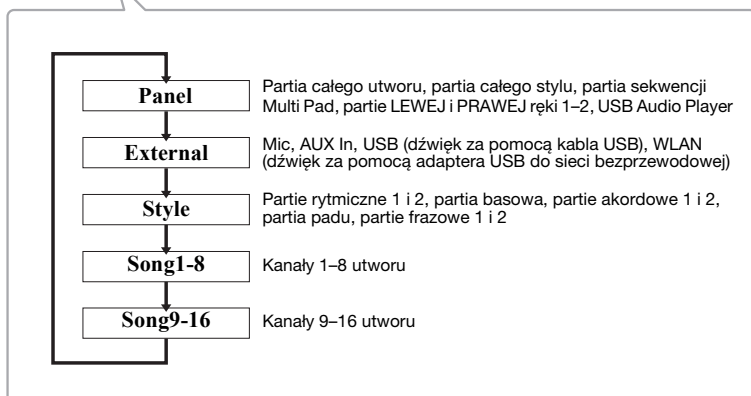 Panel
Partia całego utworu, partia całego stylu, partia sekwencji
Multi Pad, partie LEWEJ i PRAWEJ ręki 1–2, USB Audio Player
External
Mic, AUX In, USB (dźwięk za pomocą kabla USB), WLAN
(dźwięk za pomocą adaptera USB do sieci bezprzewodowej)
Style
Partie rytmiczne 1 i 2, partia basowa, partie akordowe 1 i 2,
partia padu, partie frazowe 1 i 2
Song1-8
Kanały 1–8 utworu
Song9-16
Kanały 9–16 utworu